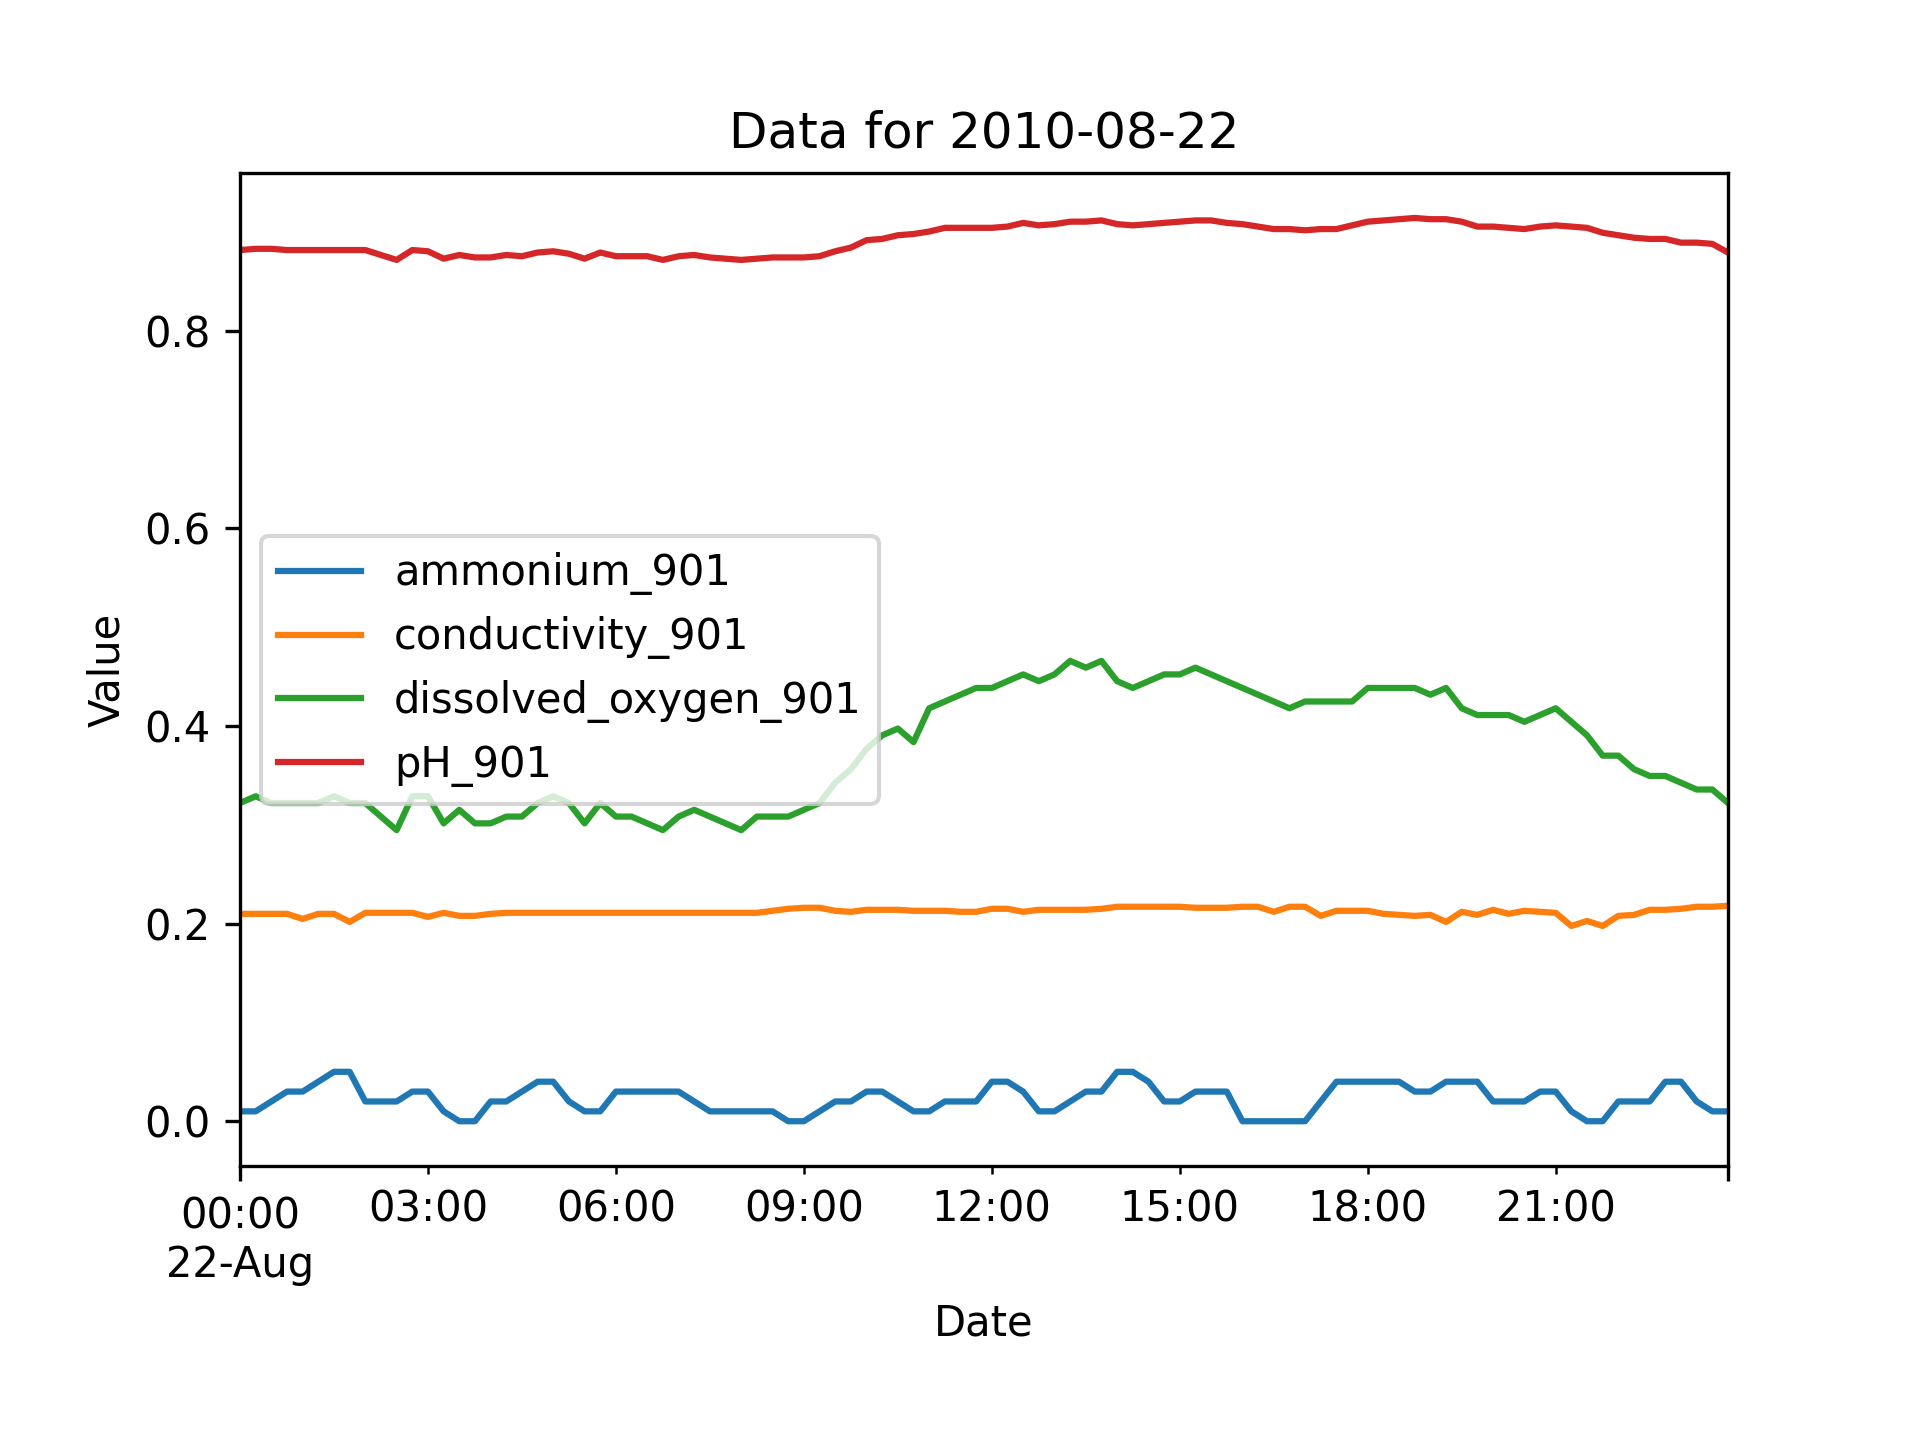 Data for 2010-08-22
Value
0.8
0.6
0.4
0.2
0.0
ammonium_901
conductivity_901
dissolved_oxygen_901
pH_901
00:00 03:00 06:00 09:00 12:00 15:00 18:00 21:00
22-Aug
Date